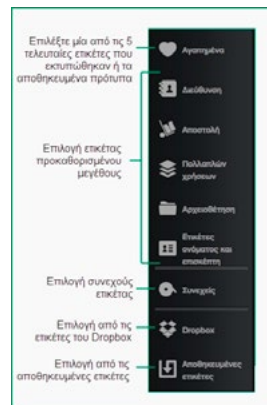 Επιλέξτε μία από τις 5
τελευταίες ετικέτες που
εκτυπώθηκαν ή τα
αποθηκευμένα πρότυπα
Αγαπημένα
Διεύθυνση
Αποστολή
Επιλογή ετικέτας
προκαθορισμένου
μεγέθους
Πολλαπλών
χρήσεων
Αρχειοθέτηση
Ετικέτες
ονόματος και
επισκέπτη
Επιλογή συνεχούς
ετικέτας
Συνεχείς
Επιλογή από τις
ετικέτες του Dropbox
Dropbox
Επιλογή από τις
αποθηκευμένες ετικέτες
Αποθηκευμένες
ετικέτες